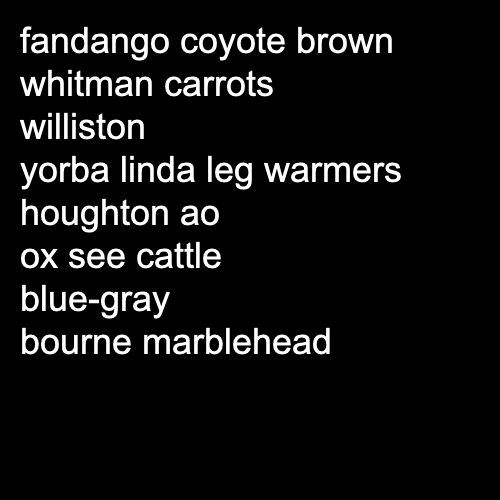 fandango coyote brown
whitman carrots
williston
yorba linda leg warmers
houghton ao
ox see cattle
blue-gray
bourne marblehead